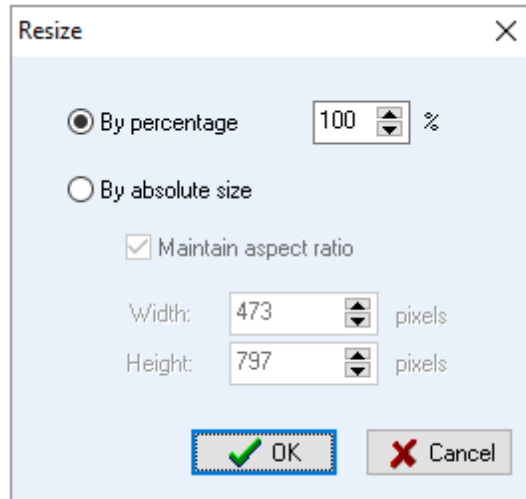 Resize
By percentage 100 %
By absolute size
Maintain aspect ratio
Width: 473 pixels
Height: 797 pixels
OK Cancel